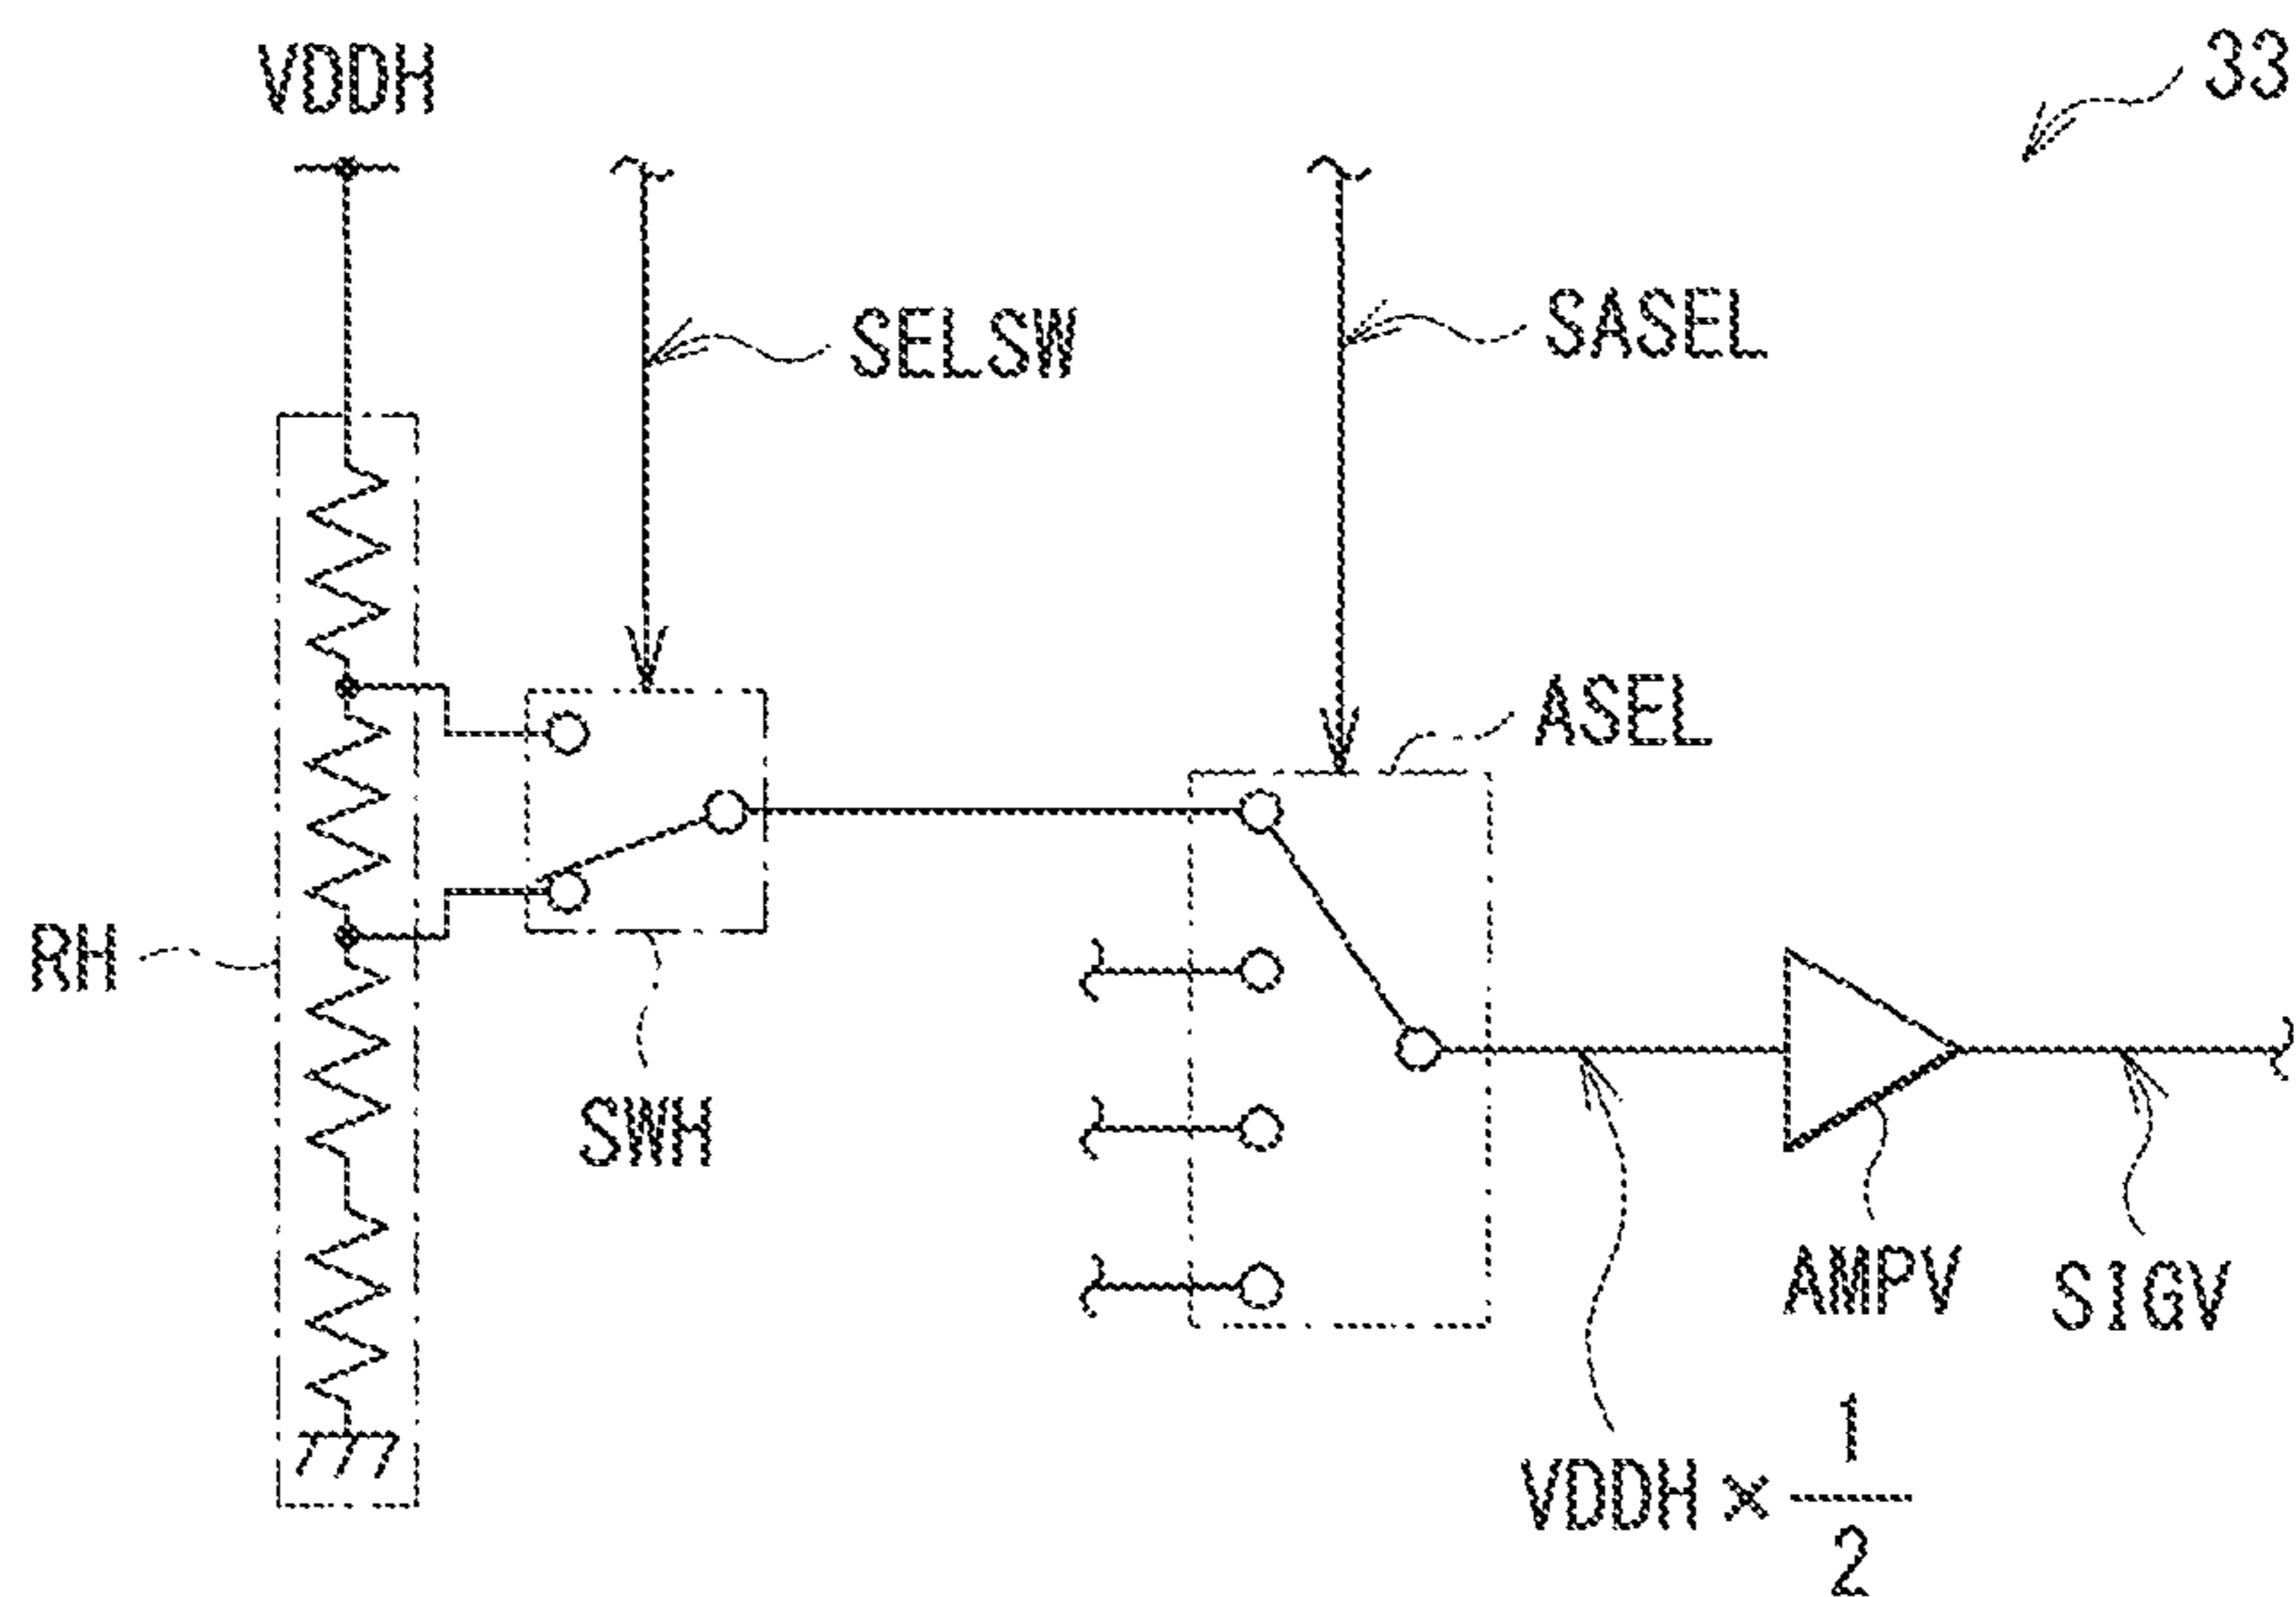 VDDH
33
SELSW
SASEL
ASEL
RH
SWH
AMPV
SIGV
VDDH × 1/2